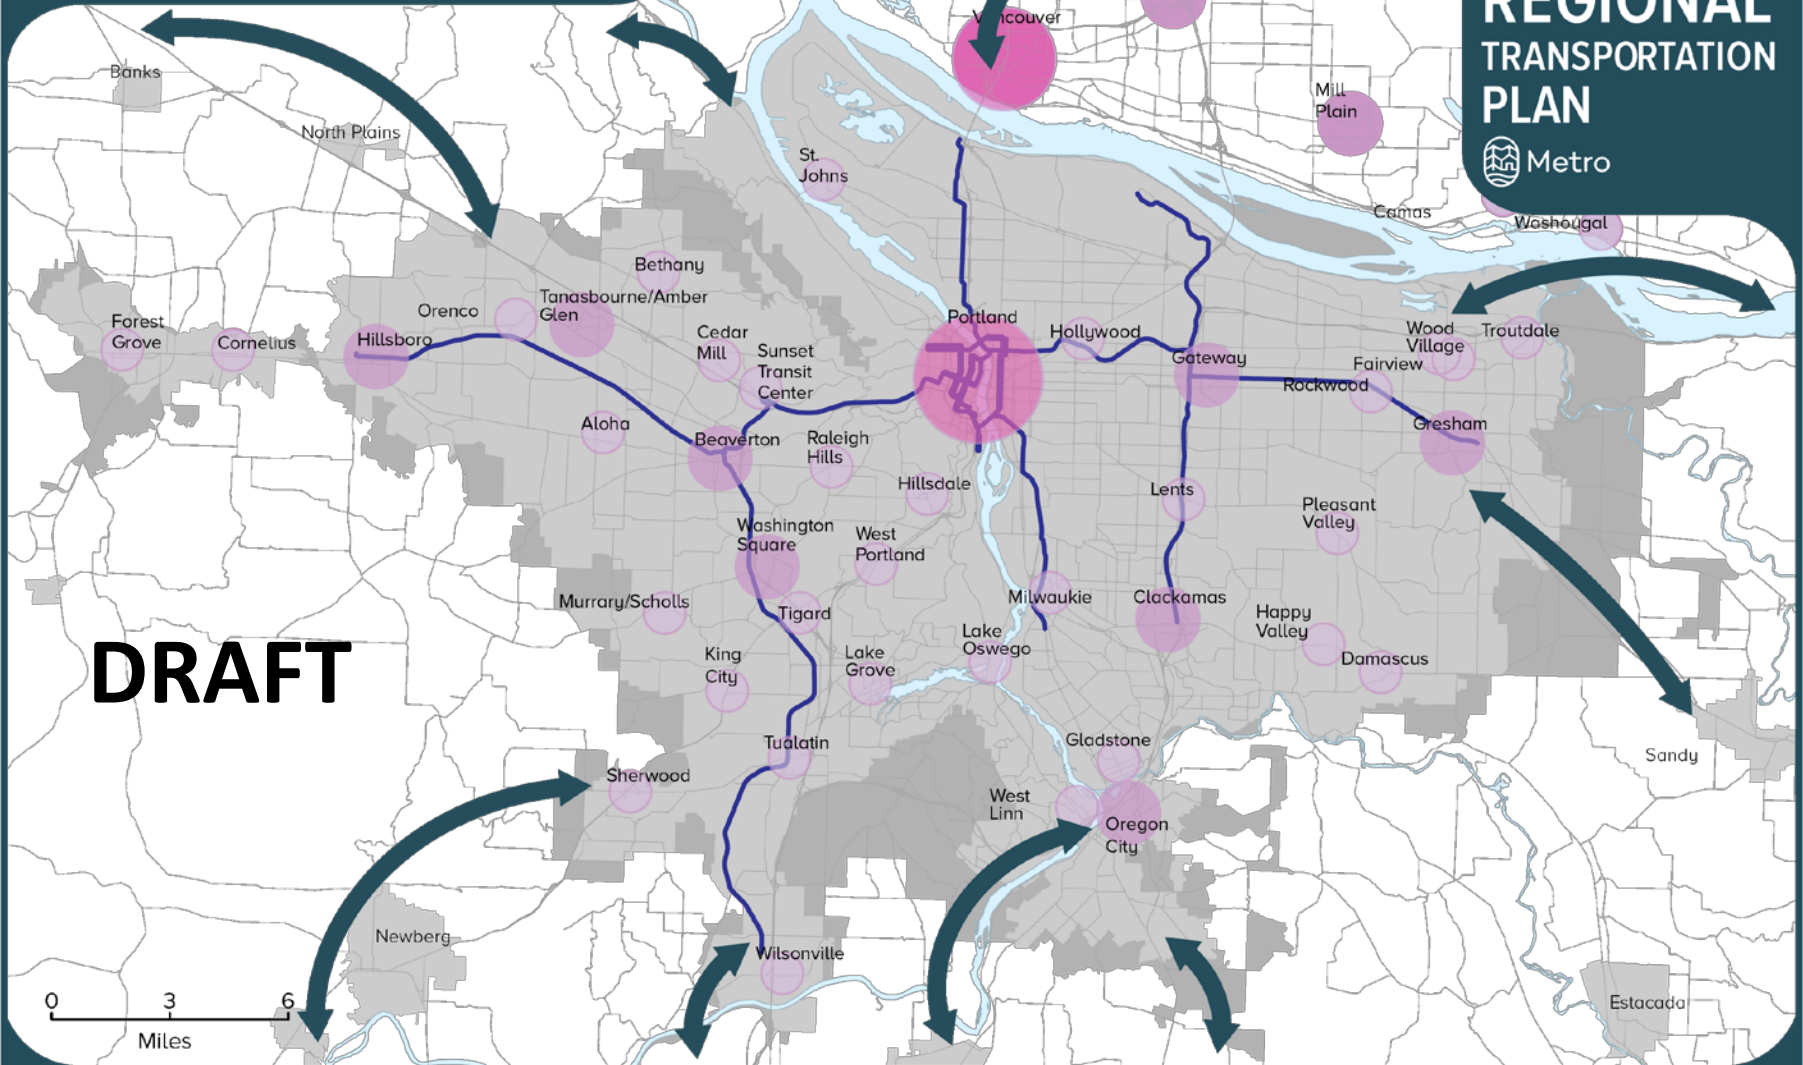 REGIONAL
TRANSPORTATION
PLAN
Metro
Vancouver
Mill
Plain
Banks
North Plains
St.
Johns
Camas
Washougal
Bethany
Orenco
Tanasbourne/Amber
Glen
Forest
Grove
Cornelius
Hillsboro
Cedar
Mill
Sunset
Transit
Center
Portland
Hollywood
Gateway
Wood
Village
Troutdale
Fairview
Rockwood
Gresham
Aloha
Beaverton
Raleigh
Hills
Hillsdale
Lents
Pleasant
Valley
Washington
Square
West
Portland
Murrary/Scholls
Tigard
Milwaukie
Clackamas
Happy
Valley
Damascus
King
City
Lake
Grove
Lake
Oswego
DRAFT
Tualatin
Gladstone
Sandy
Sherwood
West
Linn
Oregon
City
Newberg
Wilsonville
Estacada
0 3 6
Miles